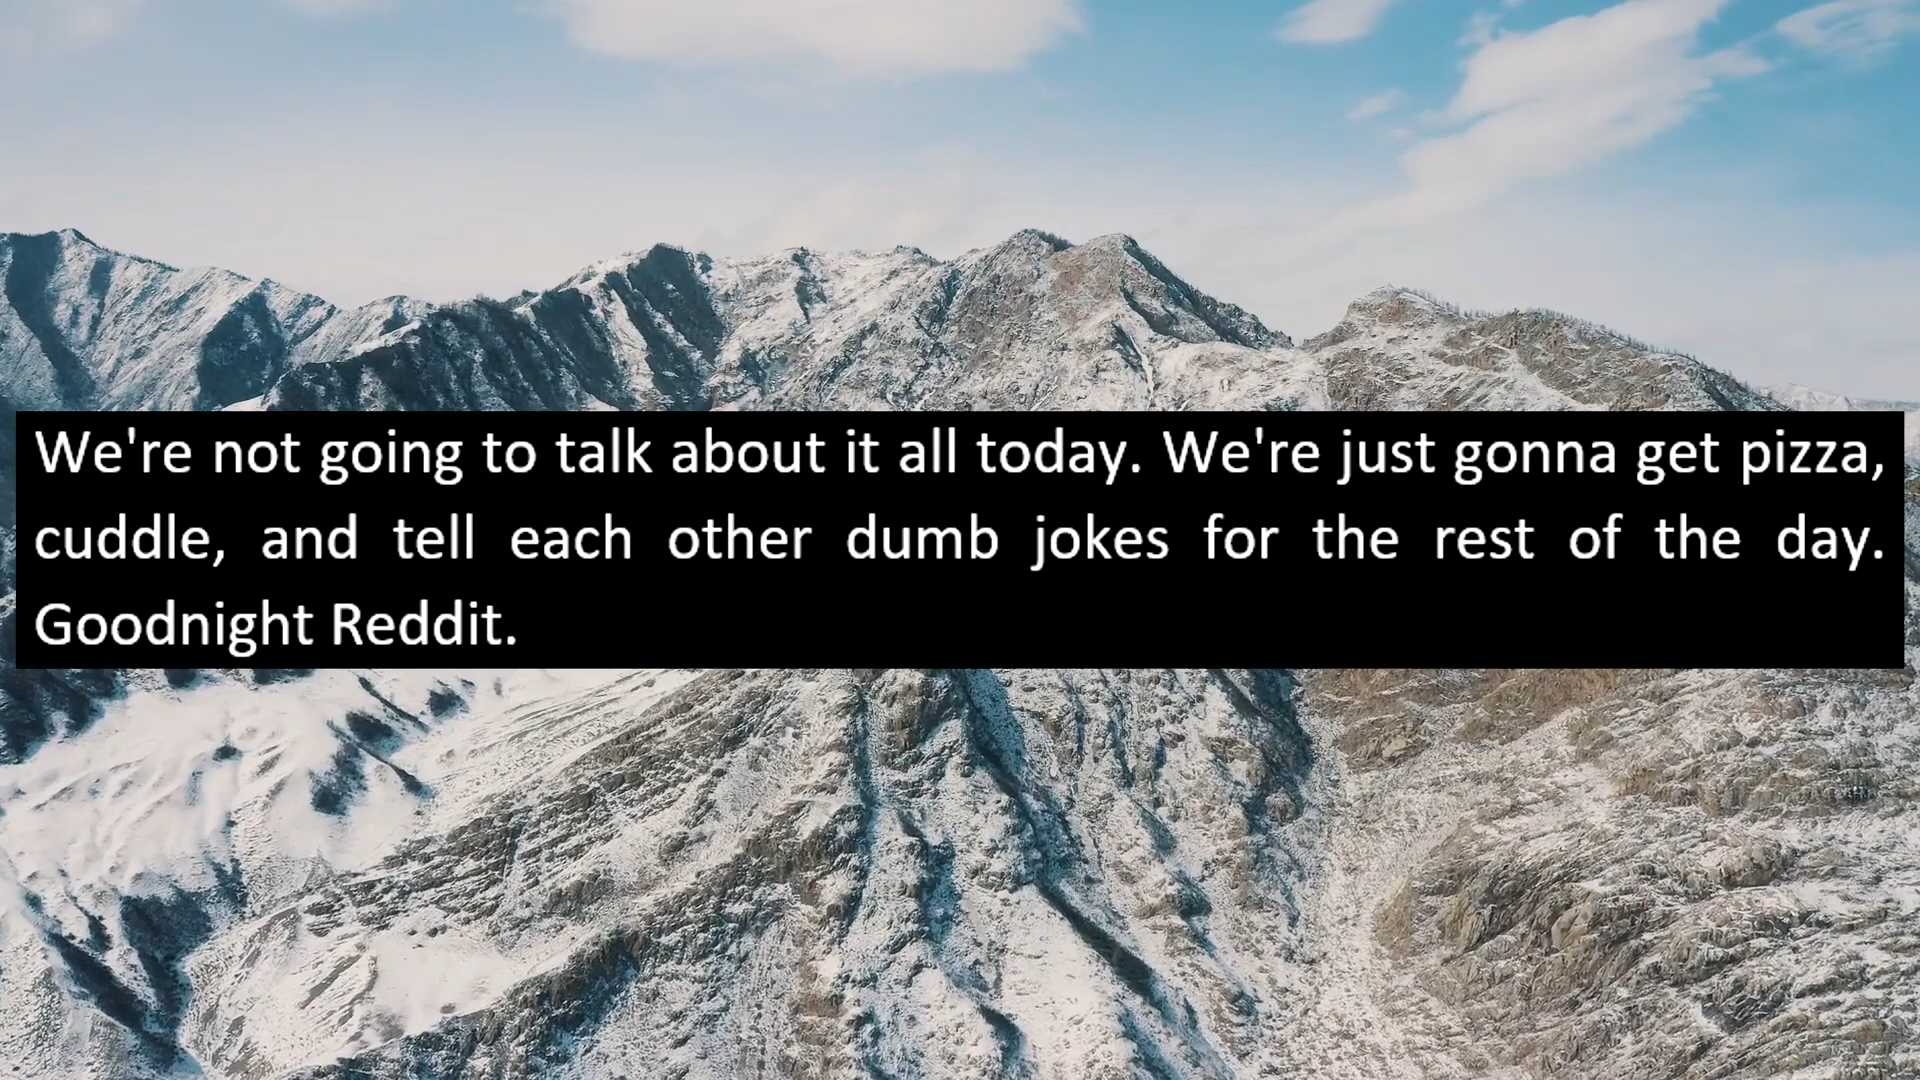 We're not going to talk about it all today. We're just gonna get pizza,
cuddle, and tell each other dumb jokes for the rest of the day.
Goodnight Reddit.